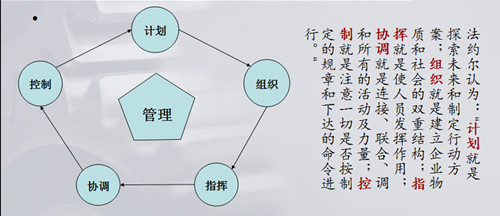 计划
组织
指挥
协调
控制
管理
法约尔认为："计划就是
探索未来和制定行动方
案；组织就是建立企业物
质和社会的双重结构；指
挥就是使人员发挥作用；
协调就是连接、联合、调
和所有的活动及力量；控
制就是注意一切是否按制
定的规章和下达的命令进
行。"